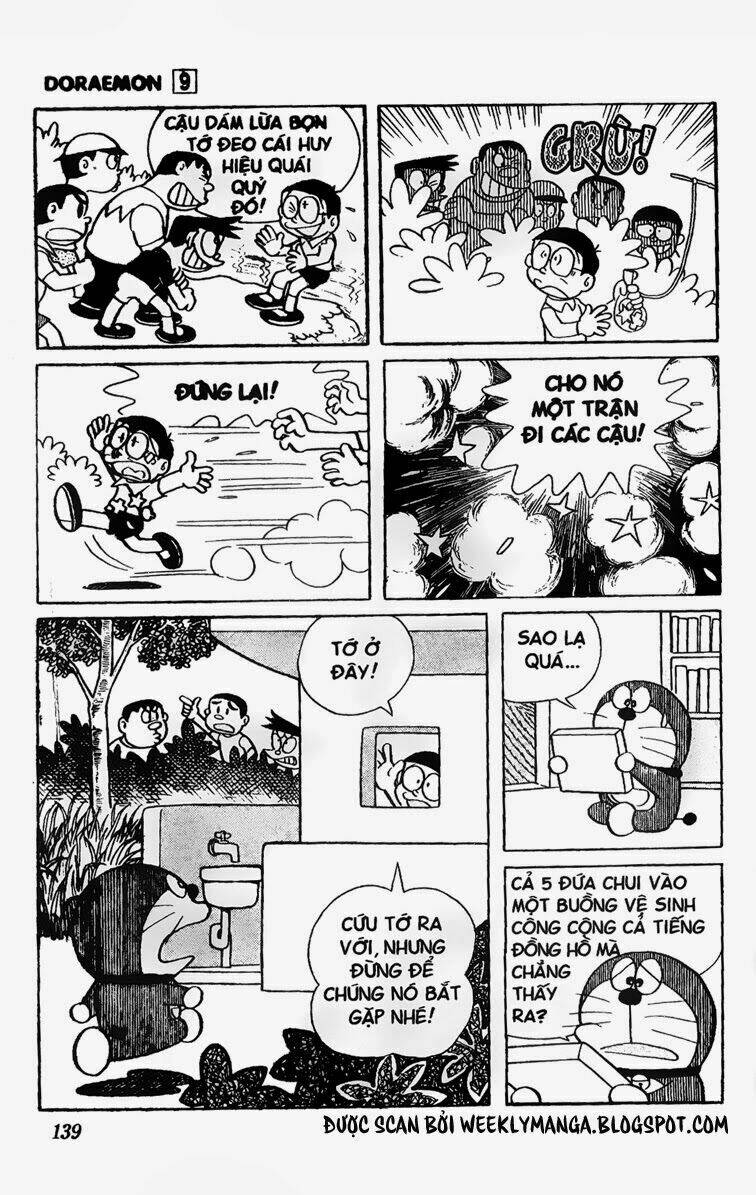 DORAEMON 9
CẬU DÁM LỪA BỌN
TỚ ĐEO CÁI HUY
HIỆU QUÁI
QUỶ
ĐÓ!
GRỪ!
ĐỨNG LẠI!
CHO NÓ
MỘT TRẬN
ĐI CÁC CẬU!
TỚ Ở
ĐÂY!
CỨU TỚ RA
VỚI, NHƯNG
ĐỪNG ĐỂ
CHÚNG NÓ BẮT
GẶP NHÉ!
SAO LẠ
QUÁ...
CẢ 5 ĐỨA CHUI VÀO
MỘT BUỒNG VỆ SINH
CÔNG CỘNG CẢ TIẾNG
ĐỒNG HỒ MÀ
CHẲNG
THẤY
RA?
139
ĐƯỢC SCAN BỞI WEEKLYMANGA.BLOGSPOT.COM